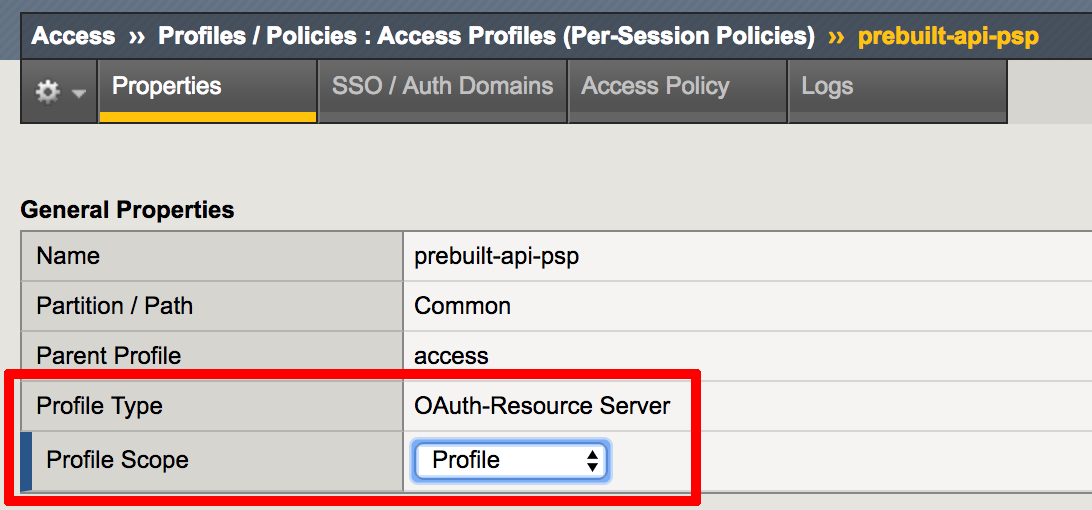 Access ›› Profiles / Policies : Access Profiles (Per-Session Policies) ›› prebuilt-api-psp
Properties SSO / Auth Domains Access Policy Logs
General Properties
Name prebuilt-api-psp
Partition / Path Common
Parent Profile access
Profile Type OAuth-Resource Server
Profile Scope Profile